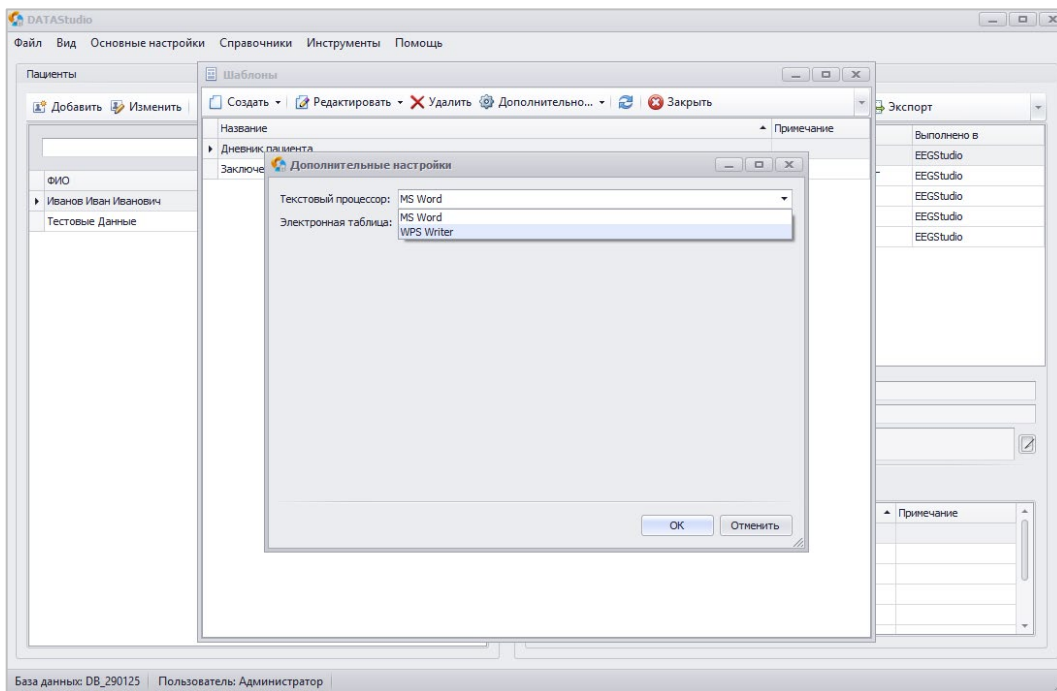 DATAStudio
Файл Вид Основные настройки Справочники Инструменты Помощь
Пациенты
Добавить Изменить
ФИО
Иванов Иван Иванович
Тестовые Данные
Шаблоны
Создать Редактировать Удалить Дополнительно... Закрыть
Название Примечание
Дневник пациента
Заключе
Дополнительные настройки
Текстовый процессор: MS Word
MS Word
Электронная таблица:
WPS Writer
OK Отменить
Экспорт
Выполнено в
EEGStudio
EEGStudio
EEGStudio
EEGStudio
EEGStudio
Примечание
База данных: DB_290125 Пользователь: Администратор